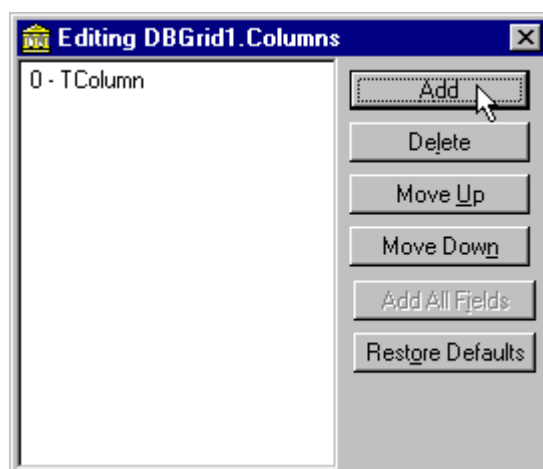 Editing DBGrid1.Columns
0 - TColumn
Add
Delete
Move Up
Move Down
Add All Fields
Restore Defaults